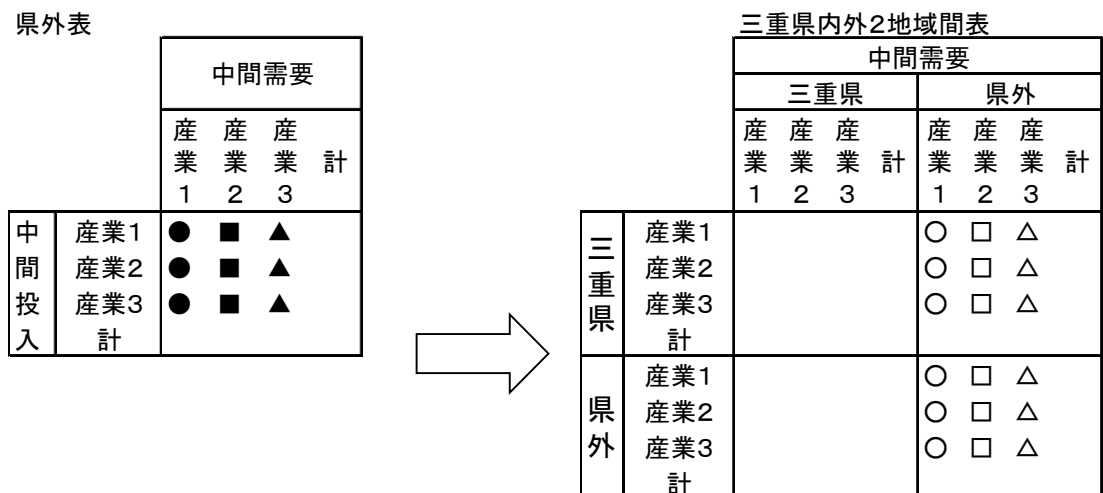 県外表
中間需要
産業1 産業2 産業3 計
中間投入
産業1 ● ■ ▲
産業2 ● ■ ▲
産業3 ● ■ ▲
計
三重県内外2地域間表
中間需要
三重県 県外
産業1 産業2 産業3 計 産業1 産業2 産業3 計
三重県
産業1 ○ □ △
産業2 ○ □ △
産業3 ○ □ △
計
県外
産業1 ○ □ △
産業2 ○ □ △
産業3 ○ □ △
計